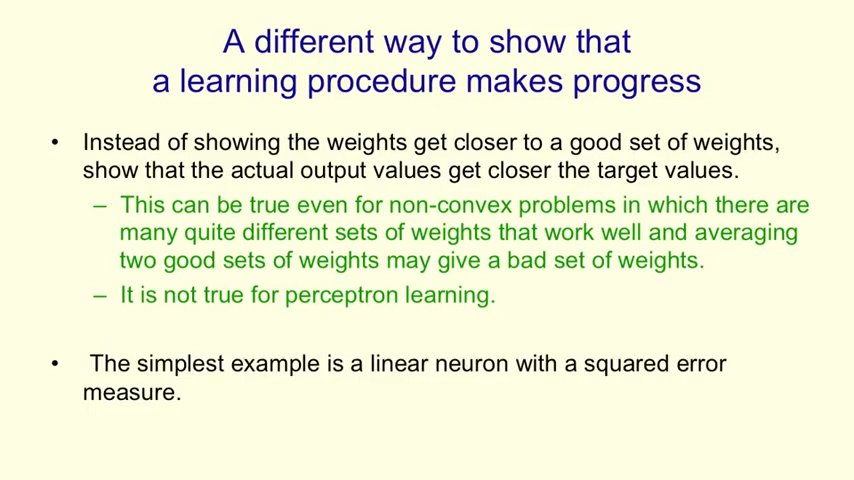 A different way to show that
a learning procedure makes progress
• Instead of showing the weights get closer to a good set of weights,
show that the actual output values get closer the target values.
– This can be true even for non-convex problems in which there are
many quite different sets of weights that work well and averaging
two good sets of weights may give a bad set of weights.
– It is not true for perceptron learning.
• The simplest example is a linear neuron with a squared error
measure.